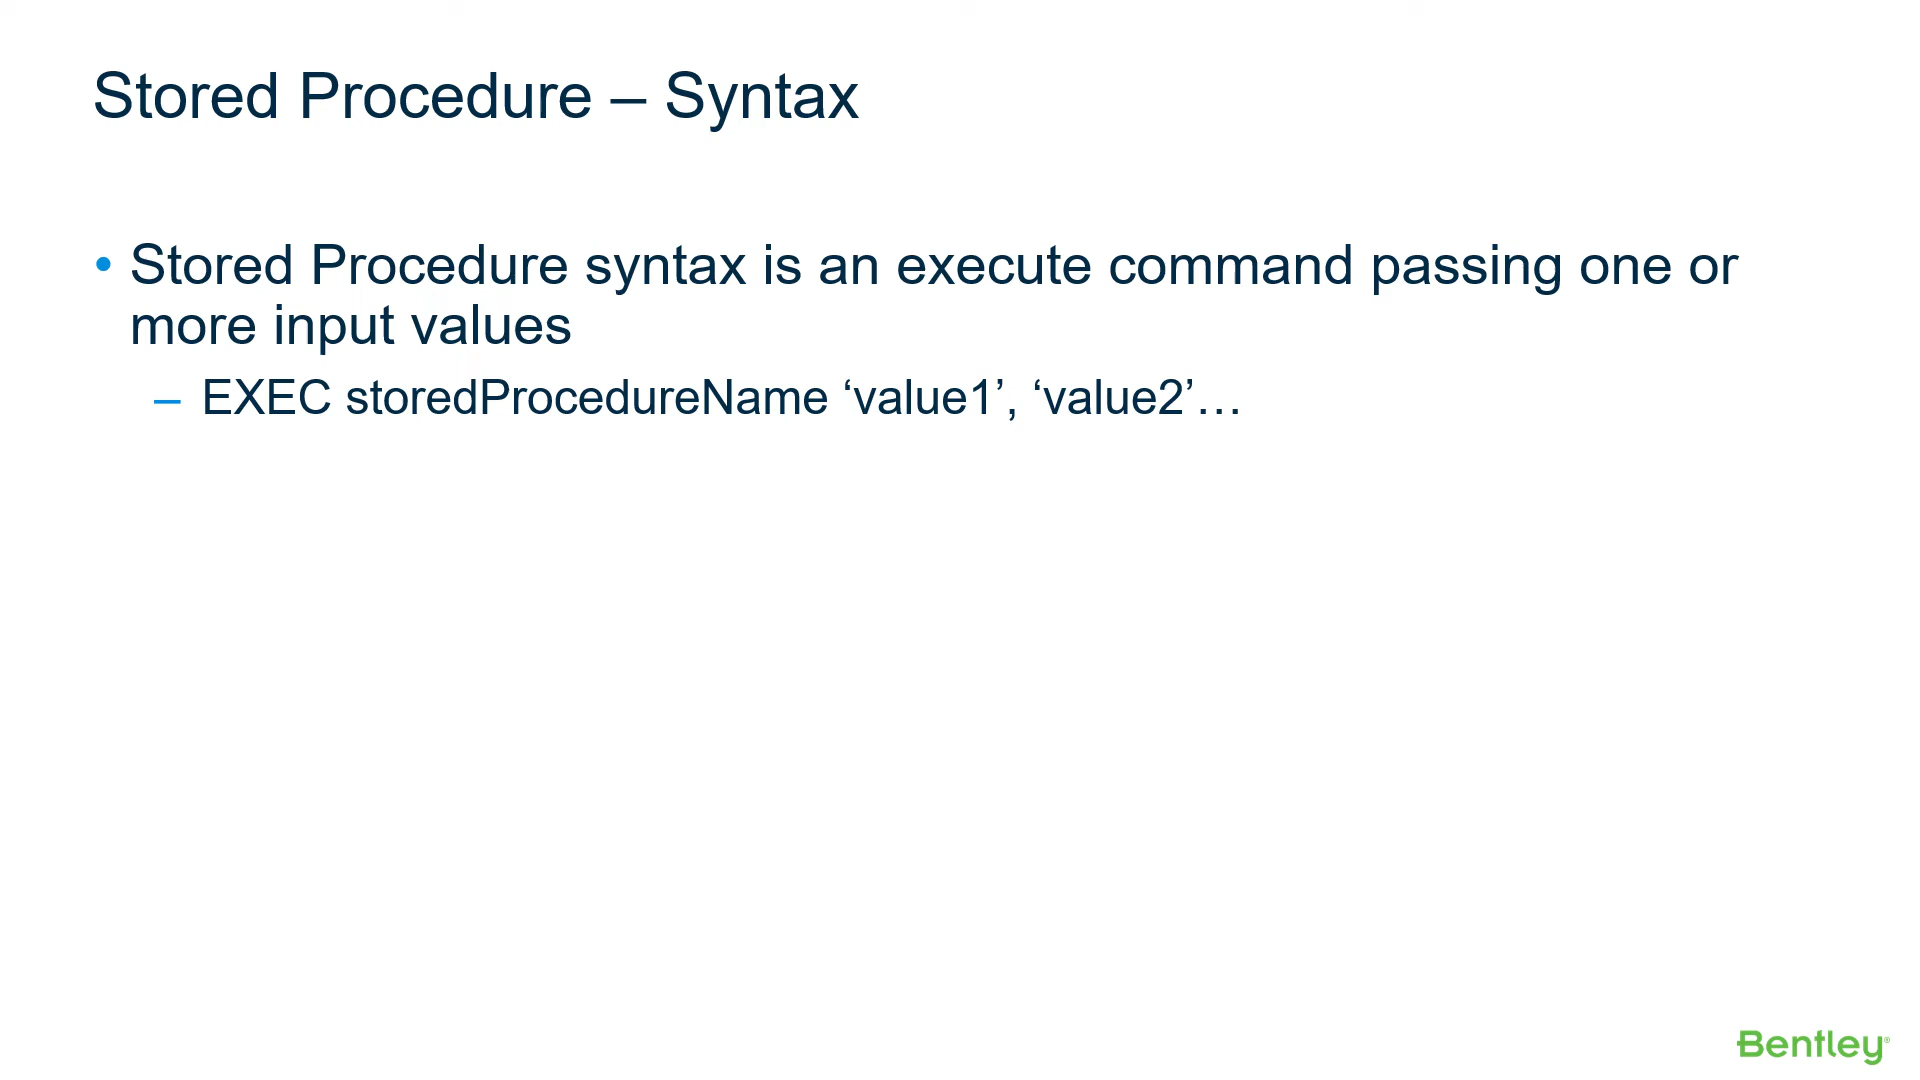 Stored Procedure – Syntax
• Stored Procedure syntax is an execute command passing one or
more input values
– EXEC storedProcedureName ‘value1’, ‘value2’…
Bentley®